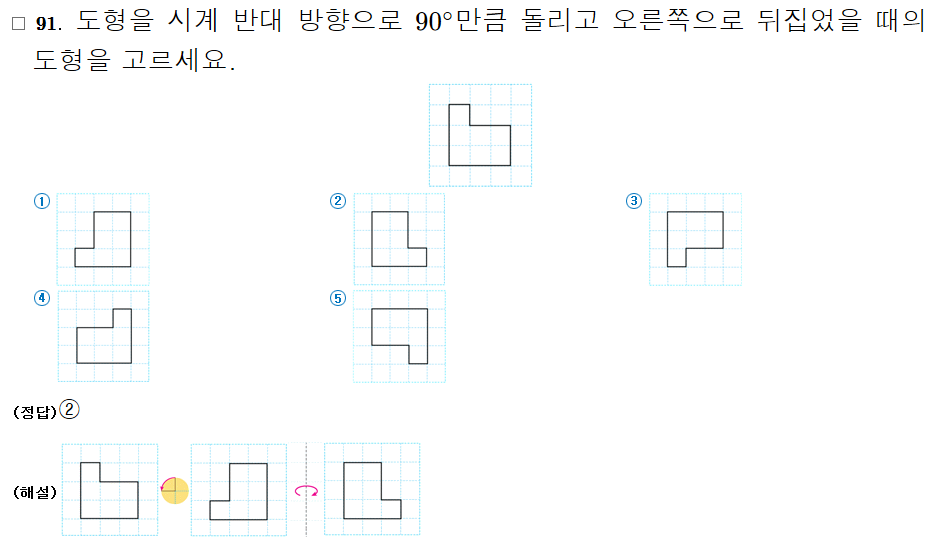 □ 91. 도형을 시계 반대 방향으로 90°만큼 돌리고 오른쪽으로 뒤집었을 때의
도형을 고르세요.
① ② ③
④ ⑤
(정답)②
(해설)